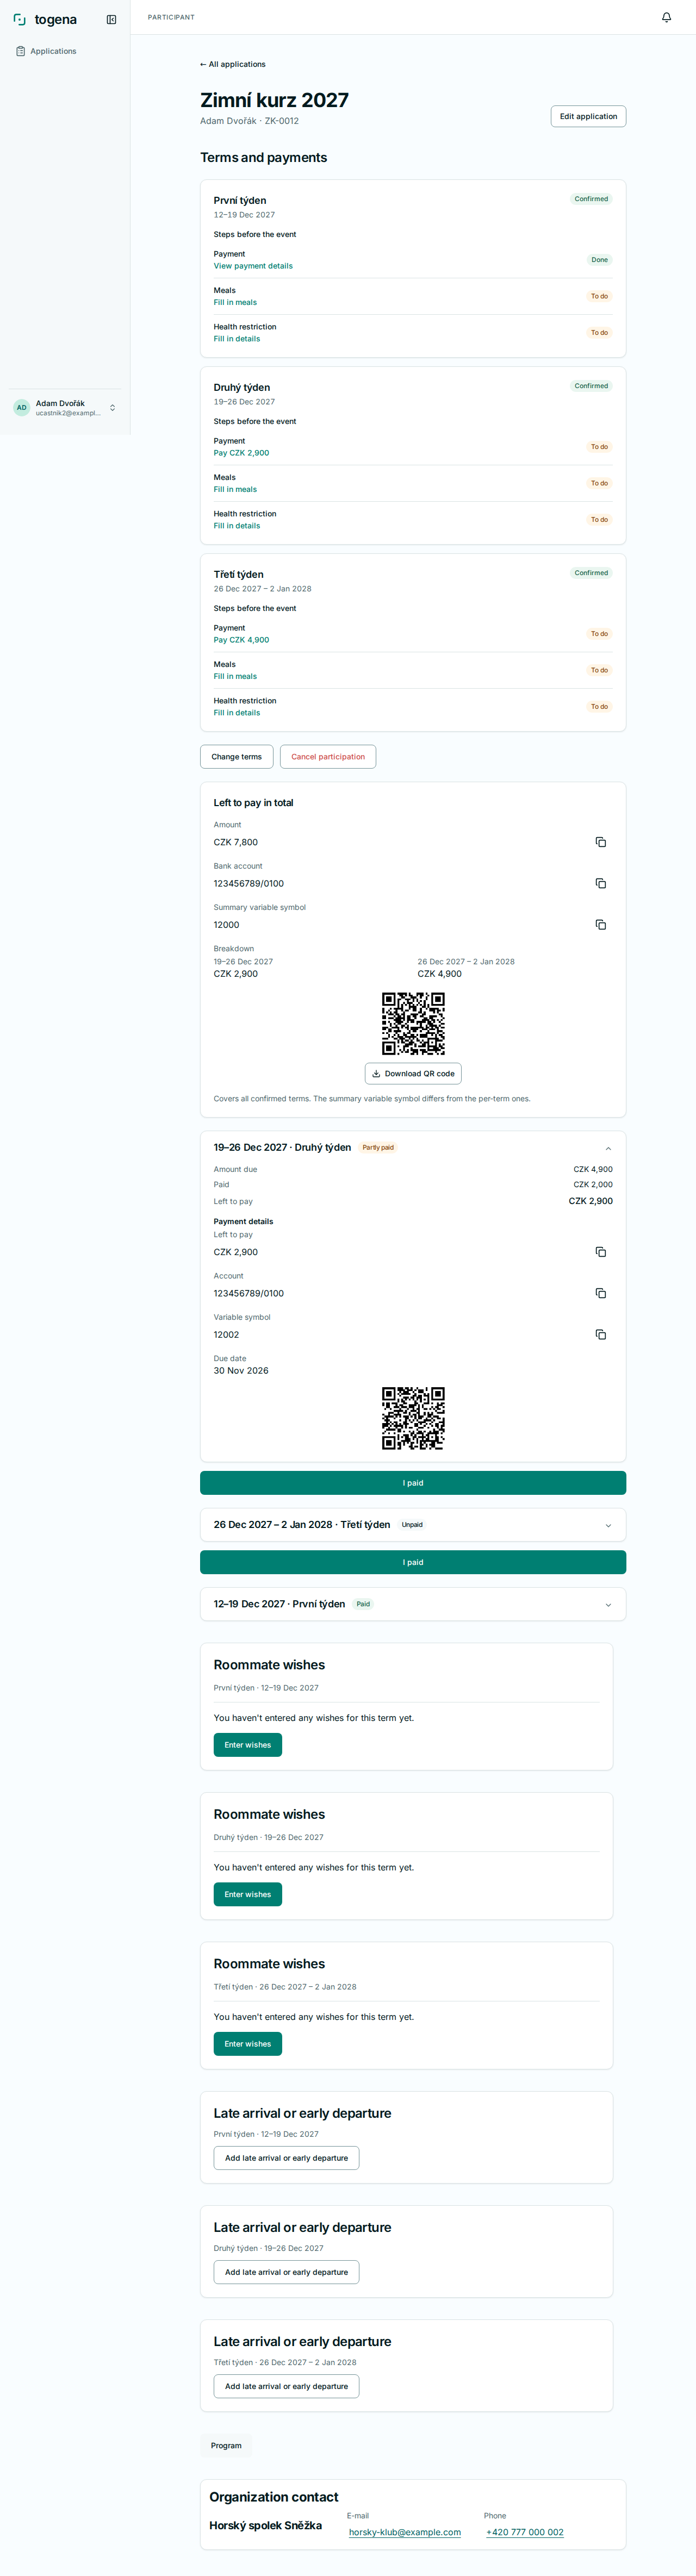 togena
PARTICIPANT
Applications
← All applications
Zimní kurz 2027
Adam Dvořák · ZK-0012
Edit application
Terms and payments
První týden
Confirmed
12–19 Dec 2027
Steps before the event
Payment
View payment details
Done
Meals
Fill in meals
To do
Health restriction
Fill in details
To do
Druhý týden
Confirmed
19–26 Dec 2027
Steps before the event
Payment
Pay CZK 2,900
To do
Meals
Fill in meals
To do
Health restriction
Fill in details
To do
Třetí týden
Confirmed
26 Dec 2027 – 2 Jan 2028
Steps before the event
Payment
Pay CZK 4,900
To do
Meals
Fill in meals
To do
Health restriction
Fill in details
To do
AD
Adam Dvořák
ucastnik2@exampl...
Change terms
Cancel participation
Left to pay in total
Amount
CZK 7,800
Bank account
123456789/0100
Summary variable symbol
12000
Breakdown
19–26 Dec 2027
26 Dec 2027 – 2 Jan 2028
CZK 2,900
CZK 4,900
Download QR code
Covers all confirmed terms. The summary variable symbol differs from the per-term ones.
19–26 Dec 2027 · Druhý týden
Partly paid
Amount due
CZK 4,900
Paid
CZK 2,000
Left to pay
CZK 2,900
Payment details
Left to pay
CZK 2,900
Account
123456789/0100
Variable symbol
12002
Due date
30 Nov 2026
I paid
26 Dec 2027 – 2 Jan 2028 · Třetí týden
Unpaid
I paid
12–19 Dec 2027 · První týden
Paid
Roommate wishes
První týden · 12–19 Dec 2027
You haven't entered any wishes for this term yet.
Enter wishes
Roommate wishes
Druhý týden · 19–26 Dec 2027
You haven't entered any wishes for this term yet.
Enter wishes
Roommate wishes
Třetí týden · 26 Dec 2027 – 2 Jan 2028
You haven't entered any wishes for this term yet.
Enter wishes
Late arrival or early departure
První týden · 12–19 Dec 2027
Add late arrival or early departure
Late arrival or early departure
Druhý týden · 19–26 Dec 2027
Add late arrival or early departure
Late arrival or early departure
Třetí týden · 26 Dec 2027 – 2 Jan 2028
Add late arrival or early departure
Program
Organization contact
Horský spolek Sněžka
E-mail
horsky-klub@example.com
Phone
+420 777 000 002